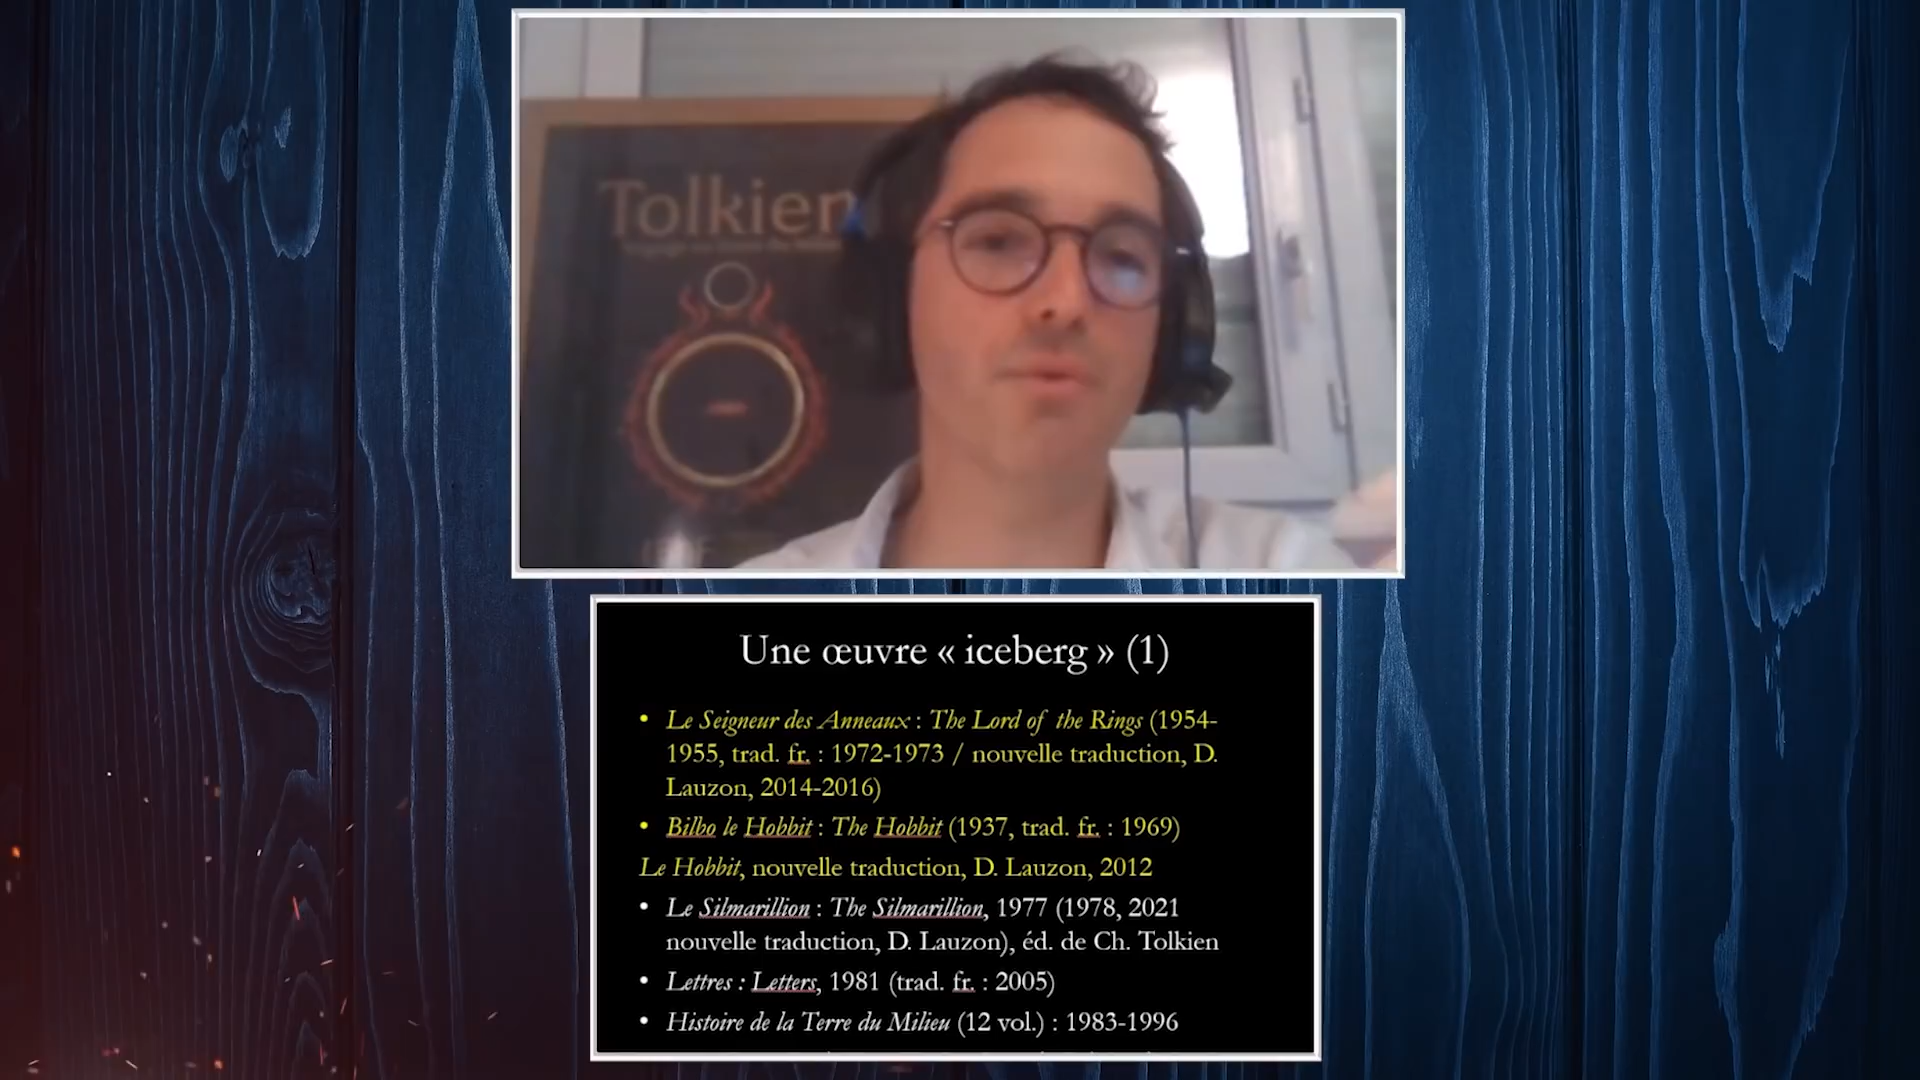 Tolkien
Une œuvre « iceberg » (1)
• Le Seigneur des Anneaux : The Lord of the Rings (1954-
1955, trad. fr. : 1972-1973 / nouvelle traduction, D.
Lauzon, 2014-2016)
• Bilbo le Hobbit : The Hobbit (1937, trad. fr. : 1969)
Le Hobbit, nouvelle traduction, D. Lauzon, 2012
• Le Silmarillion : The Silmarillion, 1977 (1978, 2021
nouvelle traduction, D. Lauzon), éd. de Ch. Tolkien
• Lettres : Letters, 1981 (trad. fr. : 2005)
• Histoire de la Terre du Milieu (12 vol.) : 1983-1996